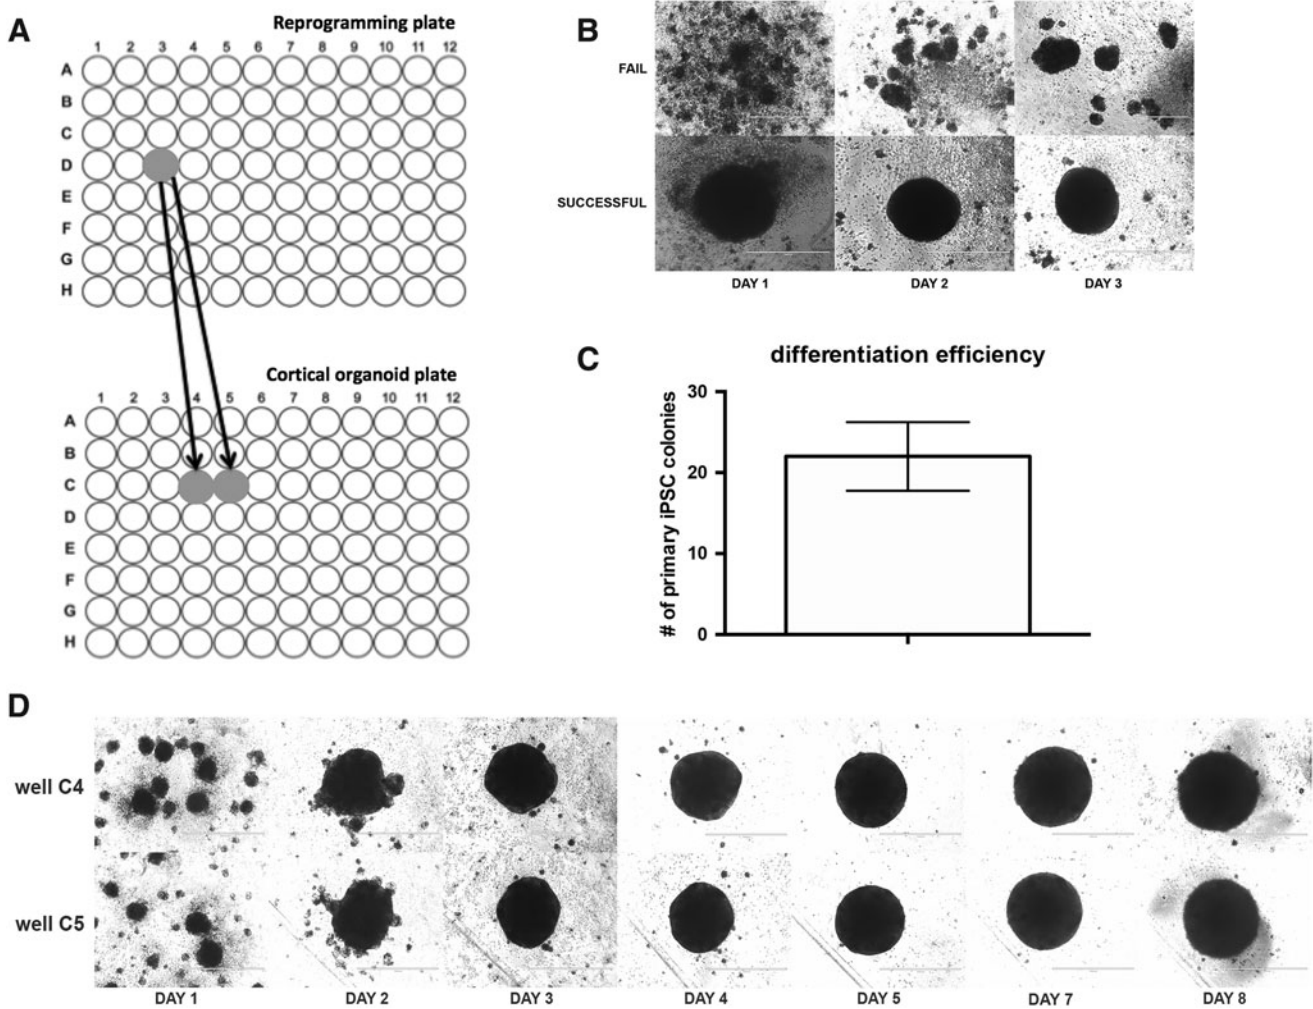 A
Reprogramming plate
1 2 3 4 5 6 7 8 9 10 11 12
A
B
C
D
E
F
G
H
Cortical organoid plate
1 2 3 4 5 6 7 8 9 10 11 12
A
B
C
D
E
F
G
H
B
FAIL
SUCCESSFUL
DAY 1 DAY 2 DAY 3
C
differentiation efficiency
# of primary iPSC colonies
30
20
10
0
D
well C4
well C5
DAY 1 DAY 2 DAY 3 DAY 4 DAY 5 DAY 7 DAY 8